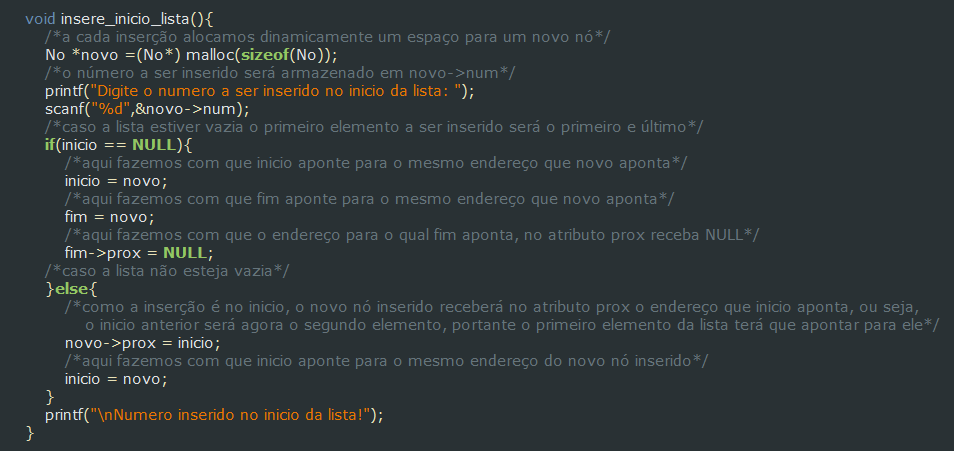 void insere_inicio_lista(){
/*a cada inserção alocamos dinamicamente um espaço para um novo nó*/
No *novo =(No*) malloc(sizeof(No));
/*o número a ser inserido será armazenado em novo->num*/
printf("Digite o numero a ser inserido no inicio da lista: ");
scanf("%d",&novo->num);
/*caso a lista estiver vazia o primeiro elemento a ser inserido será o primeiro e último*/
if(inicio == NULL){
/*aqui fazemos com que inicio aponte para o mesmo endereço que novo aponta*/
inicio = novo;
/*aqui fazemos com que fim aponte para o mesmo endereço que novo aponta*/
fim = novo;
/*aqui fazemos com que o endereço para o qual fim aponta, no atributo prox receba NULL*/
fim->prox = NULL;
/*caso a lista não esteja vazia*/
}else{
/*como a inserção é no inicio, o novo nó inserido receberá no atributo prox o endereço que inicio aponta, ou seja,
o inicio anterior será agora o segundo elemento, portante o primeiro elemento da lista terá que apontar para ele*/
novo->prox = inicio;
/*aqui fazemos com que inicio aponte para o mesmo endereço do novo nó inserido*/
inicio = novo;
}
printf("\nNumero inserido no inicio da lista!");
}